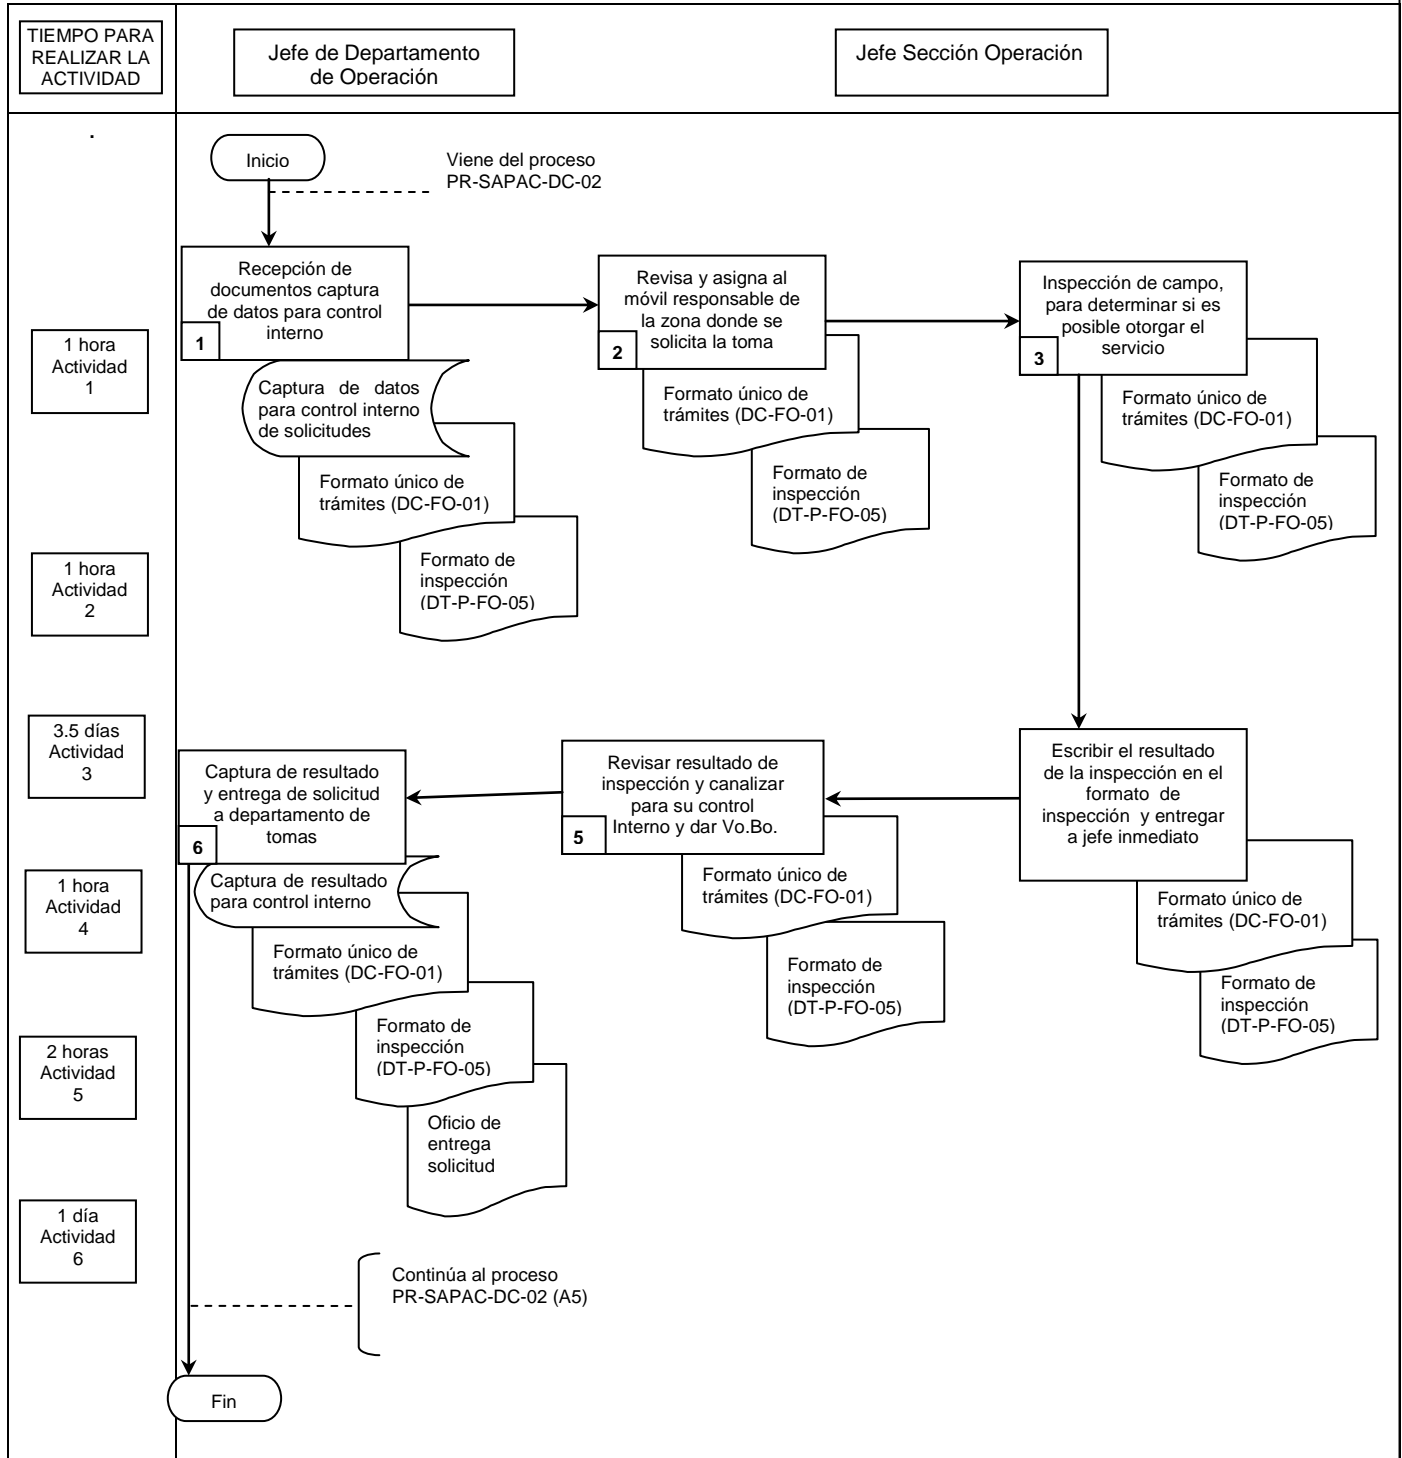 TIEMPO PARA
REALIZAR LA
ACTIVIDAD
Jefe de Departamento
de Operación
Jefe Sección Operación
.
Inicio
Viene del proceso
PR-SAPAC-DC-02
Recepción de
documentos captura
de datos para control
interno
1
Revisa y asigna al
móvil responsable de
la zona donde se
solicita la toma
2
Inspección de campo,
para determinar si es
posible otorgar el
servicio
3
1 hora
Actividad
1
Captura de datos
para control interno
de solicitudes
Formato único de
trámites (DC-FO-01)
Formato de
inspección
(DT-P-FO-05)
Formato único de
trámites (DC-FO-01)
Formato de
inspección
(DT-P-FO-05)
Formato único de
trámites (DC-FO-01)
Formato de
inspección
(DT-P-FO-05)
1 hora
Actividad
2
3.5 días
Actividad
3
Captura de resultado
y entrega de solicitud
a departamento de
tomas
6
Revisar resultado de
inspección y canalizar
para su control
Interno y dar Vo.Bo.
5
Escribir el resultado
de la inspección en el
formato de
inspección y entregar
a jefe inmediato
1 hora
Actividad
4
Captura de resultado
para control interno
Formato único de
trámites (DC-FO-01)
Formato de
inspección
(DT-P-FO-05)
Oficio de
entrega
solicitud
Formato único de
trámites (DC-FO-01)
Formato de
inspección
(DT-P-FO-05)
Formato único de
trámites (DC-FO-01)
Formato de
inspección
(DT-P-FO-05)
2 horas
Actividad
5
1 día
Actividad
6
Continúa al proceso
PR-SAPAC-DC-02 (A5)
Fin